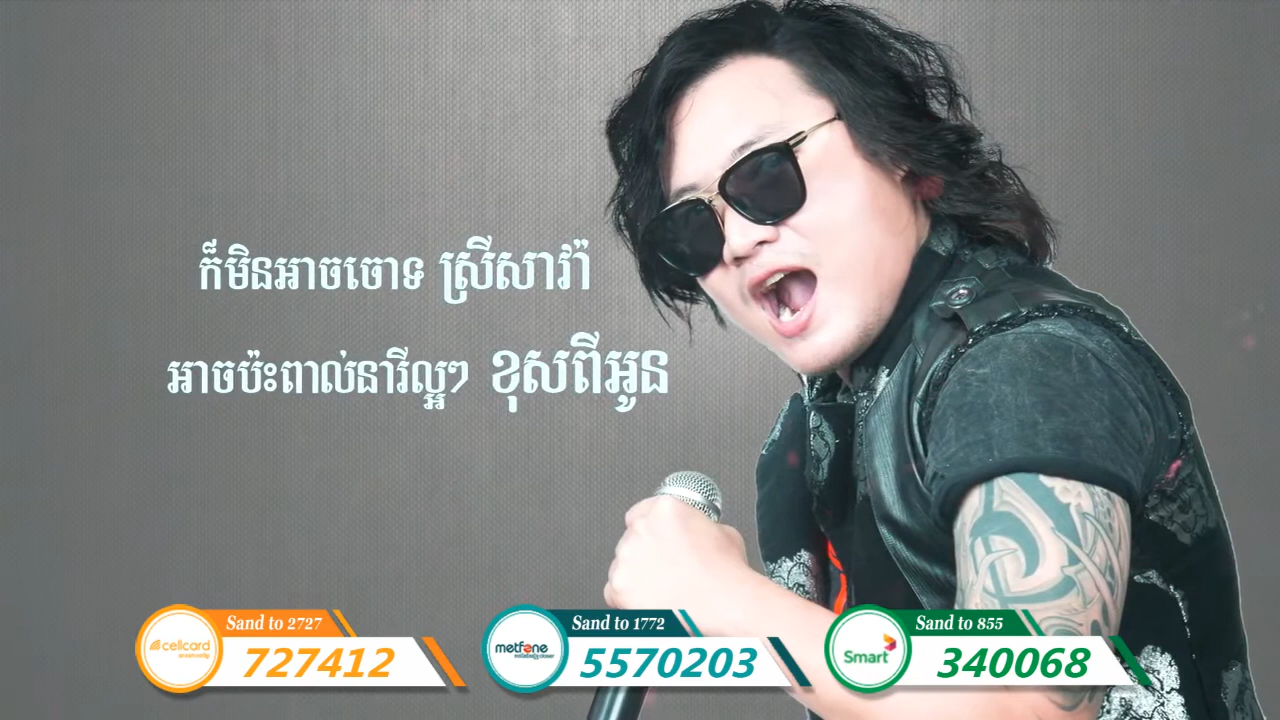 ក៏មិនអាចចោទ ស្រីសាវ៉ា
អាចប៉ះពាល់នារីល្អៗ ខុសពីអូន
Sand to 2727
cellcard
727412
Sand to 1772
metfone
5570203
Sand to 855
Smart
340068